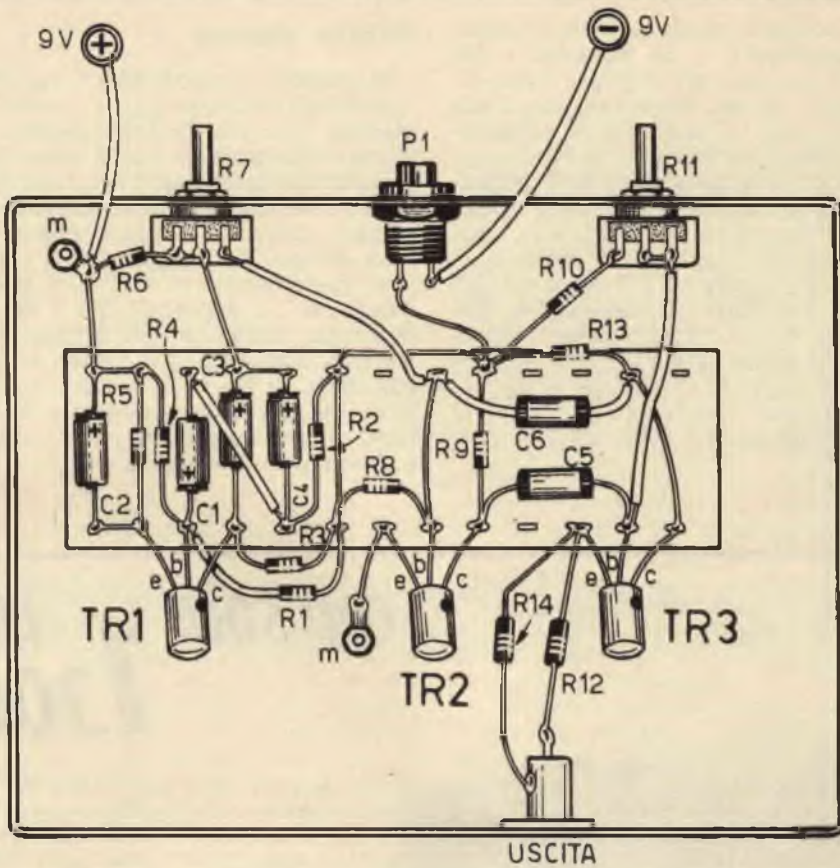 9V + - 9V
R7 P1 R11
m R6 R10
R4 R13
R5 C3
R2 R9 C6
R8 C5
C2 C1 C4
R3
e b c R1 e b c e b c
TR1 m TR2 R14 TR3
R12
USCITA
+ + + +